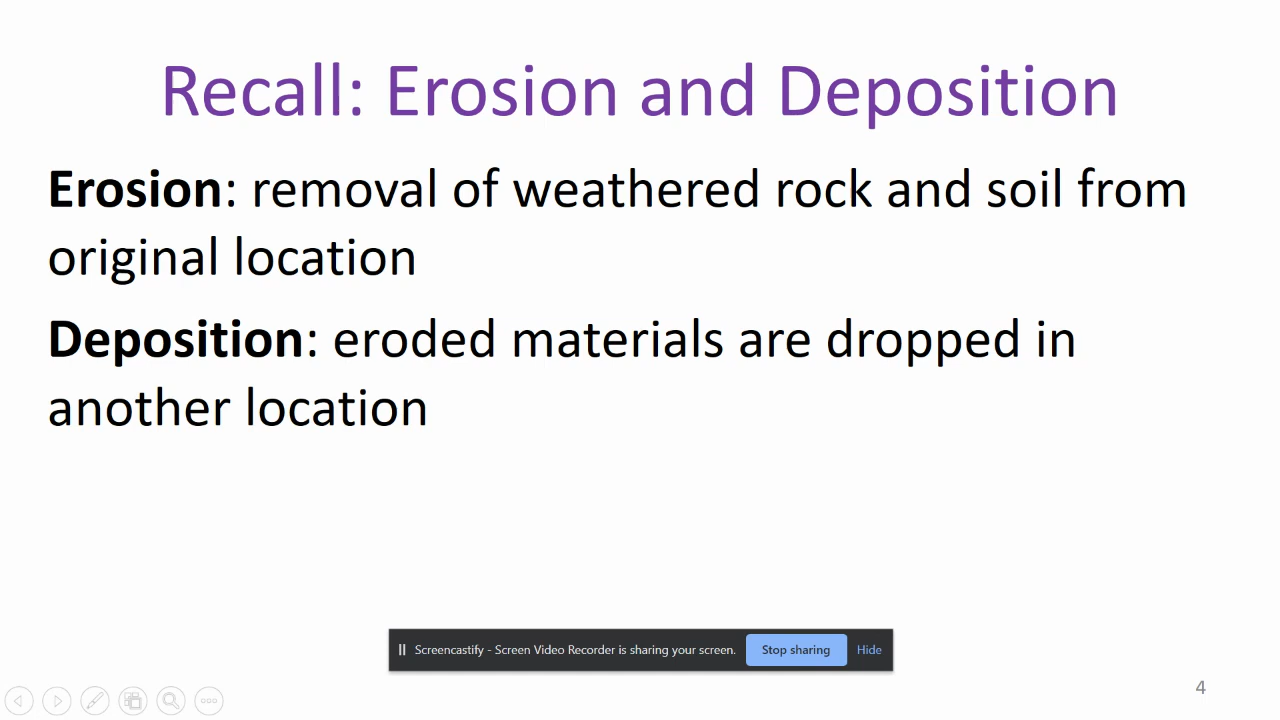 Recall: Erosion and Deposition
Erosion: removal of weathered rock and soil from
original location
Deposition: eroded materials are dropped in
another location
Screencastify - Screen Video Recorder is sharing your screen. Stop sharing Hide
4